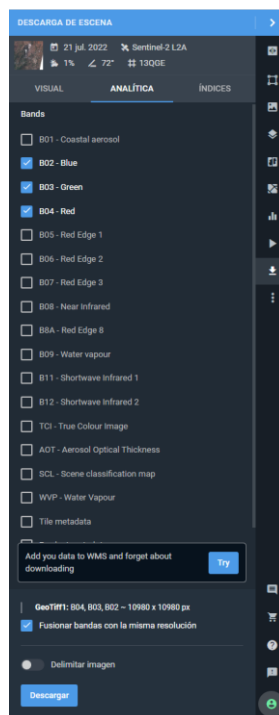 DESCARGA DE ESCENA
21 jul. 2022 Sentinel-2 L2A
1% 72° 13QGE
VISUAL ANALÍTICA ÍNDICES
Bands
B01 - Coastal aerosol
B02 - Blue
B03 - Green
B04 - Red
B05 - Red Edge 1
B06 - Red Edge 2
B07 - Red Edge 3
B08 - Near Infrared
B8A - Red Edge 8
B09 - Water vapour
B11 - Shortwave Infrared 1
B12 - Shortwave Infrared 2
TCI - True Colour Image
AOT - Aerosol Optical Thickness
SCL - Scene classification map
WVP - Water Vapour
Tile metadata
Add you data to WMS and forget about
downloading
Try
GeoTiff1: B04, B03, B02 ~ 10980 x 10980 px
Fusionar bandas con la misma resolución
Delimitar imagen
Descargar